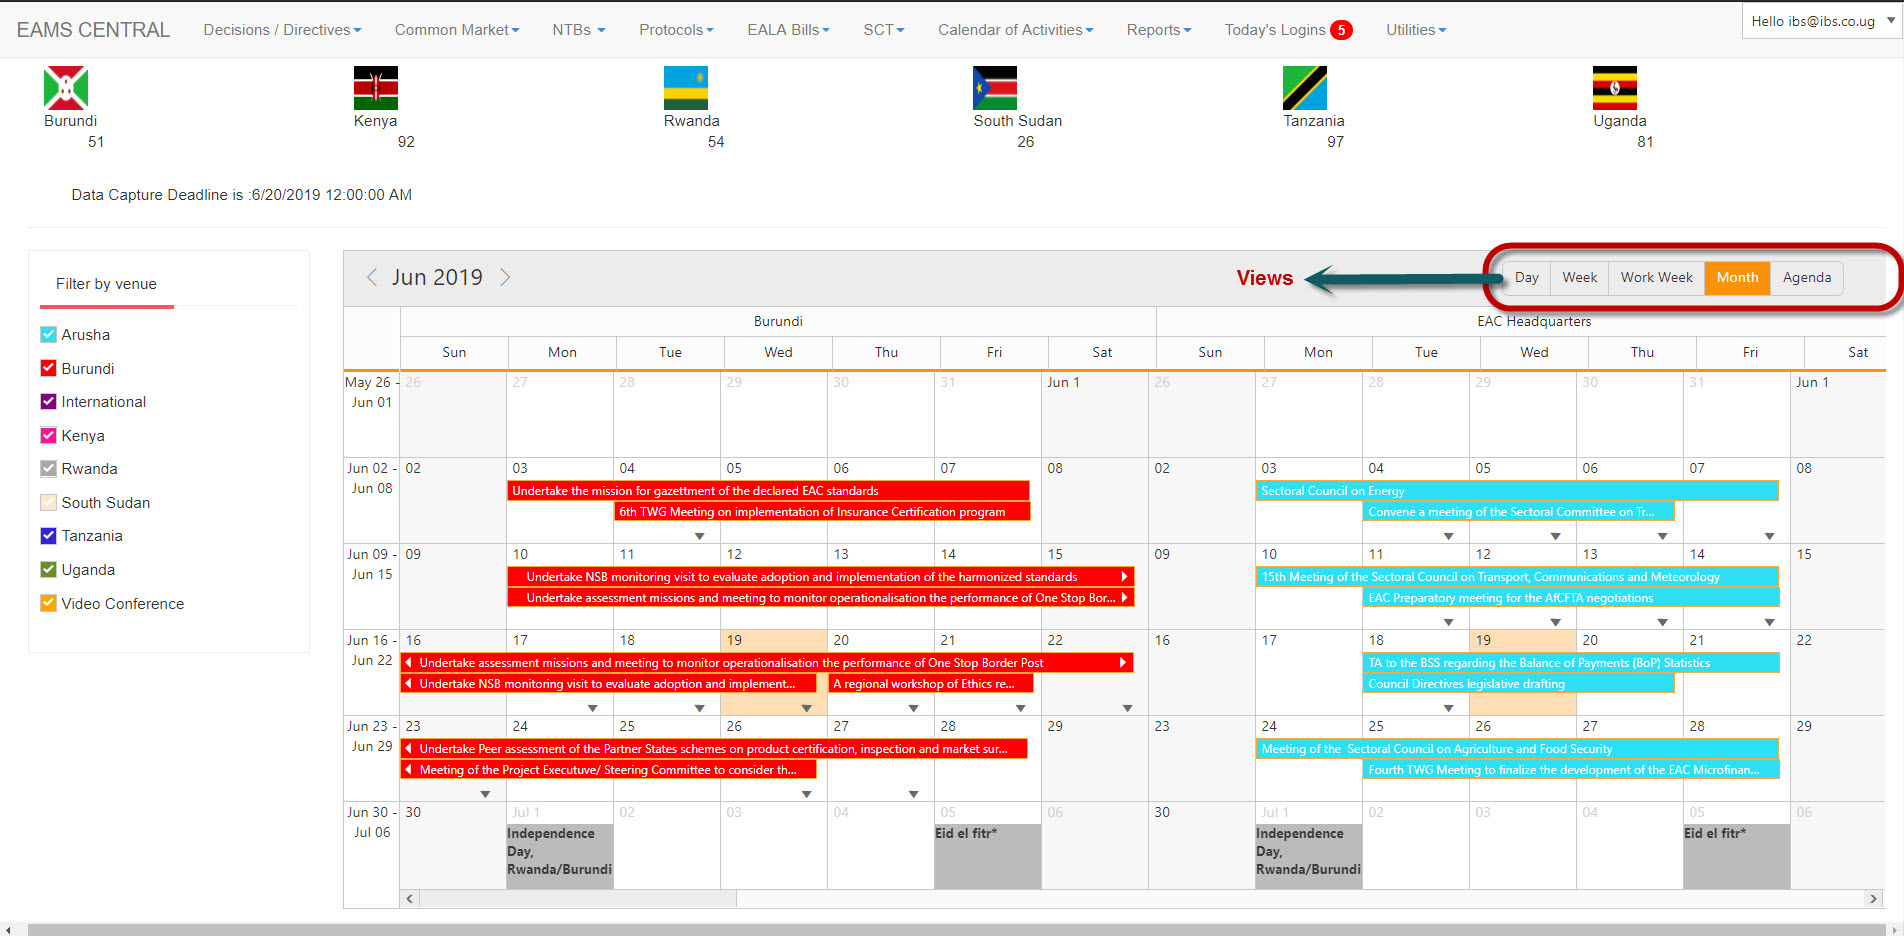 EAMS CENTRAL Decisions / Directives Common Market NTBs Protocols EALA Bills SCT Calendar of Activities Reports Today's Logins 5 Utilities Hello ibs@ibs.co.ug
Burundi Kenya Rwanda South Sudan Tanzania Uganda
51 92 54 26 97 81
Data Capture Deadline is :6/20/2019 12:00:00 AM
Filter by venue
Arusha
Burundi
International
Kenya
Rwanda
South Sudan
Tanzania
Uganda
Video Conference
Jun 2019 Views Day Week Work Week Month Agenda
Burundi EAC Headquarters
Sun Mon Tue Wed Thu Fri Sat Sun Mon Tue Wed Thu Fri Sat
May 26 - 26 27 28 29 30 31 Jun 1 26 27 28 29 30 31 Jun 1
Jun 01
Jun 02 - 02 03 04 05 06 07 08 02 03 04 05 06 07 08
Jun 08
Undertake the mission for gazettment of the declared EAC standards Sectoral Council on Energy
6th TWG Meeting on implementation of Insurance Certification program Convene a meeting of the Sectoral Committee on Tr...
Jun 09 - 09 10 11 12 13 14 15 09 10 11 12 13 14 15
Jun 15
Undertake NSB monitoring visit to evaluate adoption and implementation of the harmonized standards 15th Meeting of the Sectoral Council on Transport, Communications and Meteorology
Undertake assessment missions and meeting to monitor operationalisation the performance of One Stop Bor... EAC Preparatory meeting for the AfCFTA negotiations
Jun 16 - 16 17 18 19 20 21 22 16 17 18 19 20 21 22
Jun 22
Undertake assessment missions and meeting to monitor operationalisation the performance of One Stop Border Post TA to the BSS regarding the Balance of Payments (BoP) Statistics
Undertake NSB monitoring visit to evaluate adoption and implement... A regional workshop of Ethics re... Council Directives legislative drafting
Jun 23 - 23 24 25 26 27 28 29 23 24 25 26 27 28 29
Jun 29
Undertake Peer assessment of the Partner States schemes on product certification, inspection and market sur... Meeting of the Sectoral Council on Agriculture and Food Security
Meeting of the Project Executuve/ Steering Committee to consider th... Fourth TWG Meeting to finalize the development of the EAC Microfinan...
Jun 30 - 30 Jul 1 02 03 04 05 06 30 Jul 1 02 03 04 05 06
Jul 06
Independence Eid el fitr* Independence Eid el fitr*
Day, Day,
Rwanda/Burundi Rwanda/Burundi